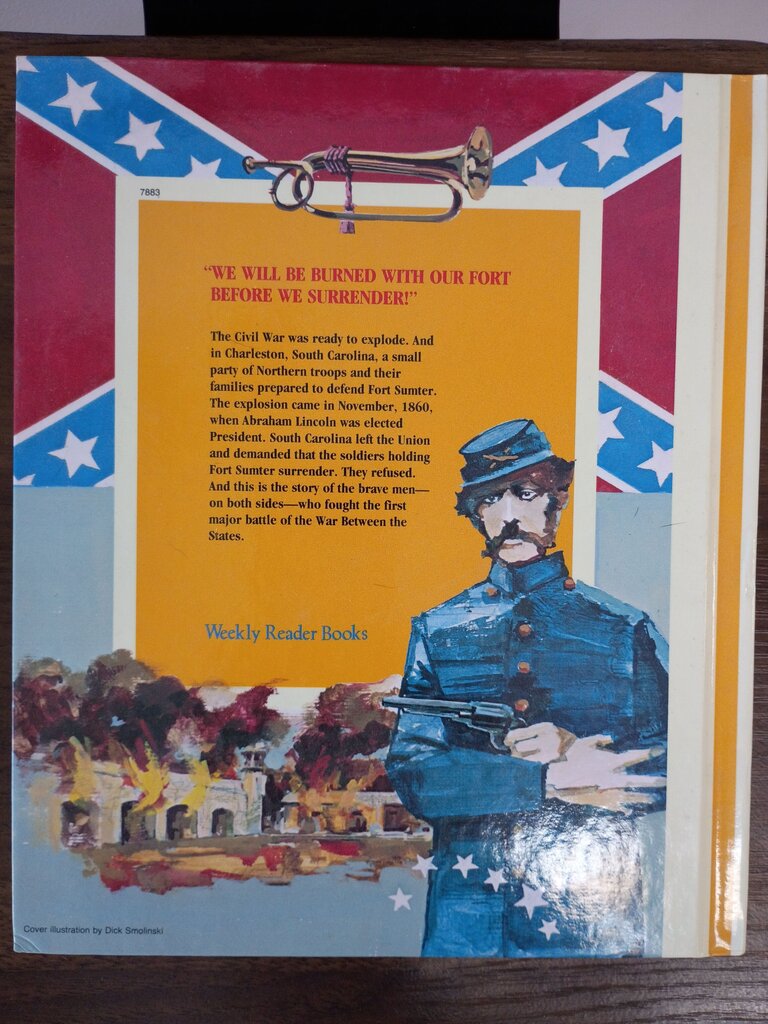 7883
“WE WILL BE BURNED WITH OUR FORT
BEFORE WE SURRENDER!”
The Civil War was ready to explode. And
in Charleston, South Carolina, a small
party of Northern troops and their
families prepared to defend Fort Sumter.
The explosion came in November, 1860,
when Abraham Lincoln was elected
President. South Carolina left the Union
and demanded that the soldiers holding
Fort Sumter surrender. They refused.
And this is the story of the brave men—
on both sides—who fought the first
major battle of the War Between the
States.
Weekly Reader Books
Cover illustration by Dick Smolinski